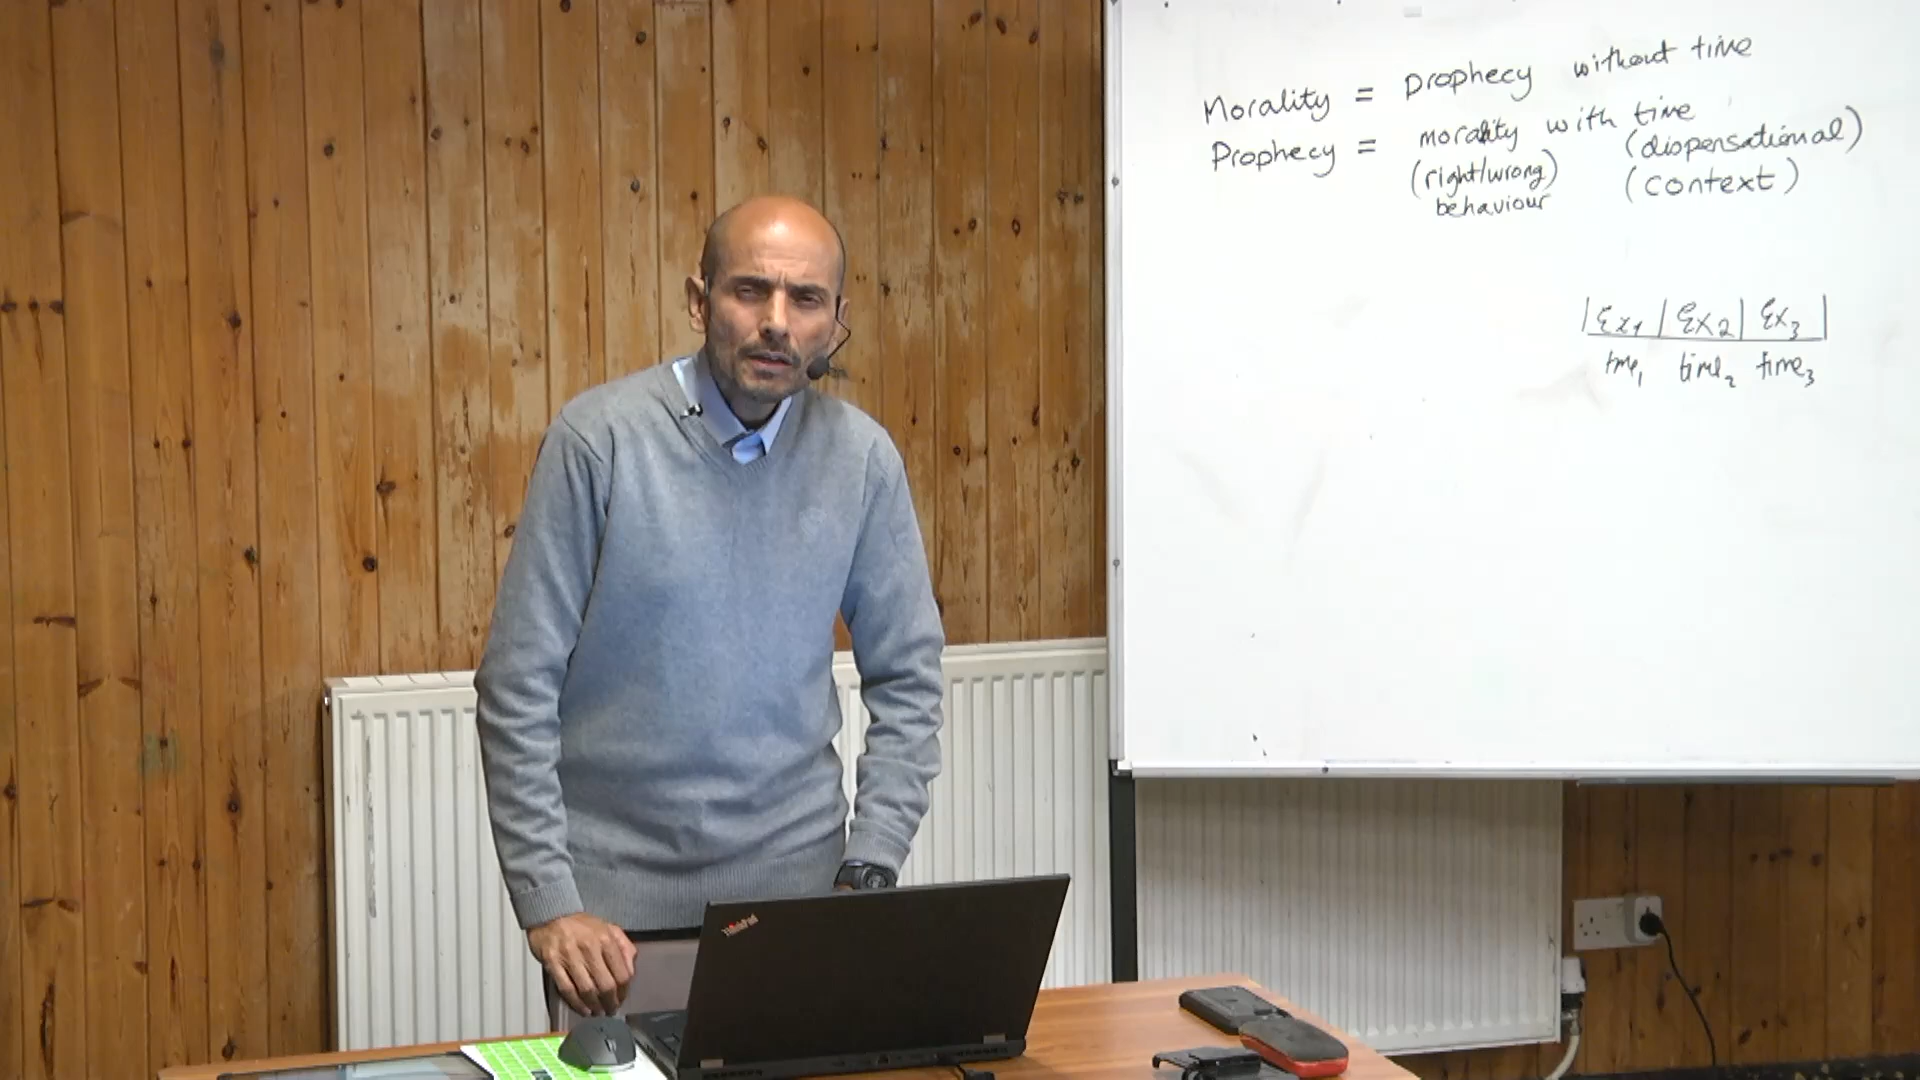 Morality = prophecy without time
Prophecy = morality with time
(right/wrong) (dispensational)
behaviour (context)
|Ex1|Ex2|Ex3|
time1 time2 time3
ThinkPad